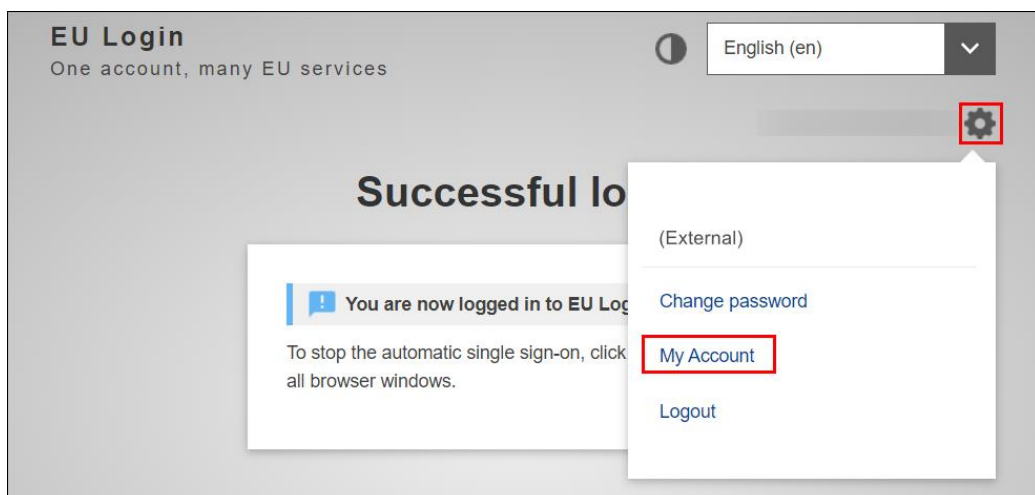 EU Login
One account, many EU services
English (en)
Successful lo
(External)
You are now logged in to EU Log
To stop the automatic single sign-on, click
all browser windows.
Change password
My Account
Logout